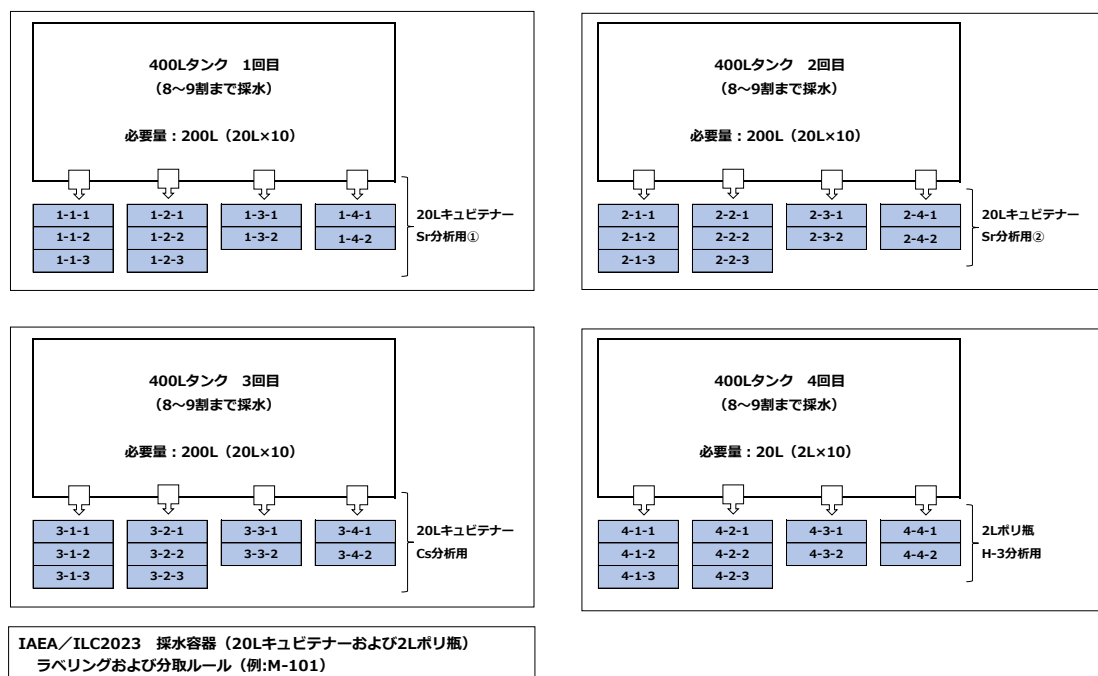 400Lタンク　1回目
（8～9割まで採水）
必要量：200L（20L×10）
1-1-1
1-1-2
1-1-3
1-2-1
1-2-2
1-2-3
1-3-1
1-3-2
1-4-1
1-4-2
20Lキュビテナー
Sr分析用①
400Lタンク　2回目
（8～9割まで採水）
必要量：200L（20L×10）
2-1-1
2-1-2
2-1-3
2-2-1
2-2-2
2-2-3
2-3-1
2-3-2
2-4-1
2-4-2
20Lキュビテナー
Sr分析用②
400Lタンク　3回目
（8～9割まで採水）
必要量：200L（20L×10）
3-1-1
3-1-2
3-1-3
3-2-1
3-2-2
3-2-3
3-3-1
3-3-2
3-4-1
3-4-2
20Lキュビテナー
Cs分析用
400Lタンク　4回目
（8～9割まで採水）
必要量：20L（2L×10）
4-1-1
4-1-2
4-1-3
4-2-1
4-2-2
4-2-3
4-3-1
4-3-2
4-4-1
4-4-2
2Lポリ瓶
H-3分析用
IAEA／ILC2023　採水容器（20Lキュビテナーおよび2Lポリ瓶）
ラベリングおよび分取ルール（例:M-101）